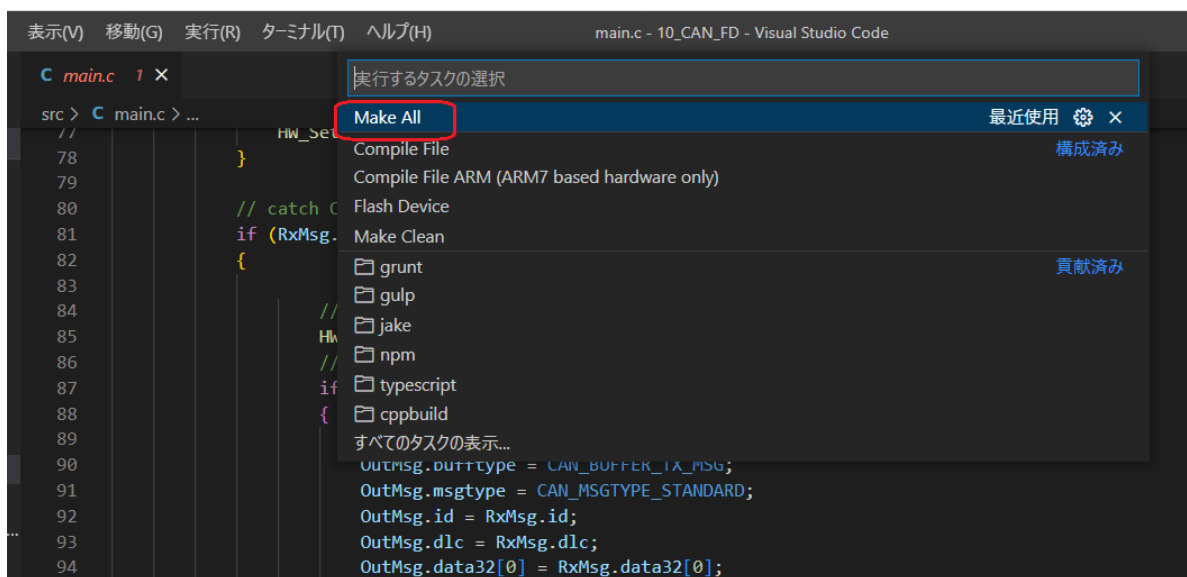 表示(V) 移動(G) 実行(R) ターミナル(T) ヘルプ(H) main.c - 10_CAN_FD - Visual Studio Code
C main.c 1 ×
実行するタスクの選択
src > C main.c > ...
Make All 最近使用
77 HW_Set
Compile File 構成済み
78 }
79
Compile File ARM (ARM7 based hardware only)
80 // catch C
Flash Device
81 if (RxMsg.
Make Clean
82 {
grunt 貢献済み
83
gulp
84 //
jake
85 HW
86 //
npm
87 if
typescript
88 {
cppbuild
89
すべてのタスクの表示...
90 OutMsg.bufftype = CAN_BUFFER_TX_MSG;
91 OutMsg.msgtype = CAN_MSGTYPE_STANDARD;
92 OutMsg.id = RxMsg.id;
93 OutMsg.dlc = RxMsg.dlc;
94 OutMsg.data32[0] = RxMsg.data32[0];